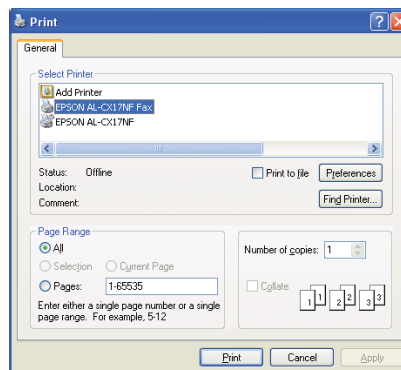 Print
General
Select Printer
Add Printer
EPSON AL-CX17NF Fax
EPSON AL-CX17NF
Status: Offline
Location:
Comment:
Print to file
Preferences
Find Printer...
Page Range
All
Selection Current Page
Pages: 1-65535
Enter either a single page number or a single
page range. For example, 5-12
Number of copies: 1
Collate
1 1 2 2 3 3
Print Cancel Apply